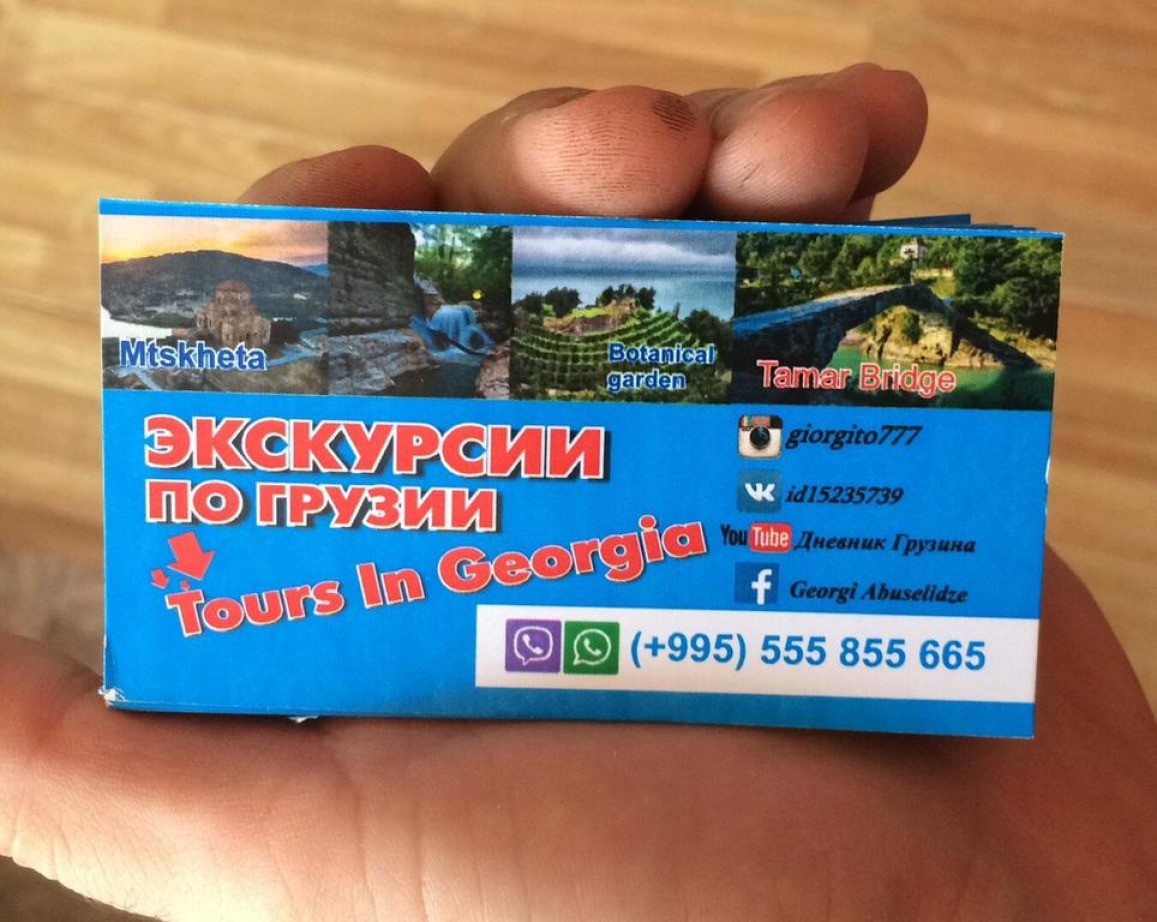 Mtskheta
Botanical
garden
Tamar Bridge
ЭКСКУРСИИ
ПО ГРУЗИИ
Tours In Georgia
giorgito777
id15235739
YouTube Дневник Грузина
Georgi Abuselidze
(+995) 555 855 665